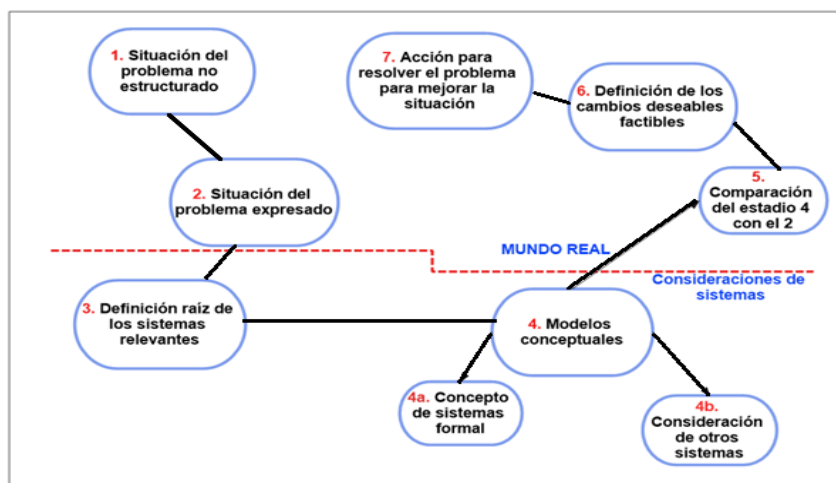 1. Situación del
problema no
estructurado
7. Acción para
resolver el problema
para mejorar la
situación
6. Definición de los
cambios deseables
factibles
2. Situación del
problema expresado
5.
Comparación
del estadio 4
con el 2
MUNDO REAL
Consideraciones de
sistemas
3. Definición raíz de
los sistemas
relevantes
4. Modelos
conceptuales
4a. Concepto
de sistemas
formal
4b.
Consideración
de otros
sistemas